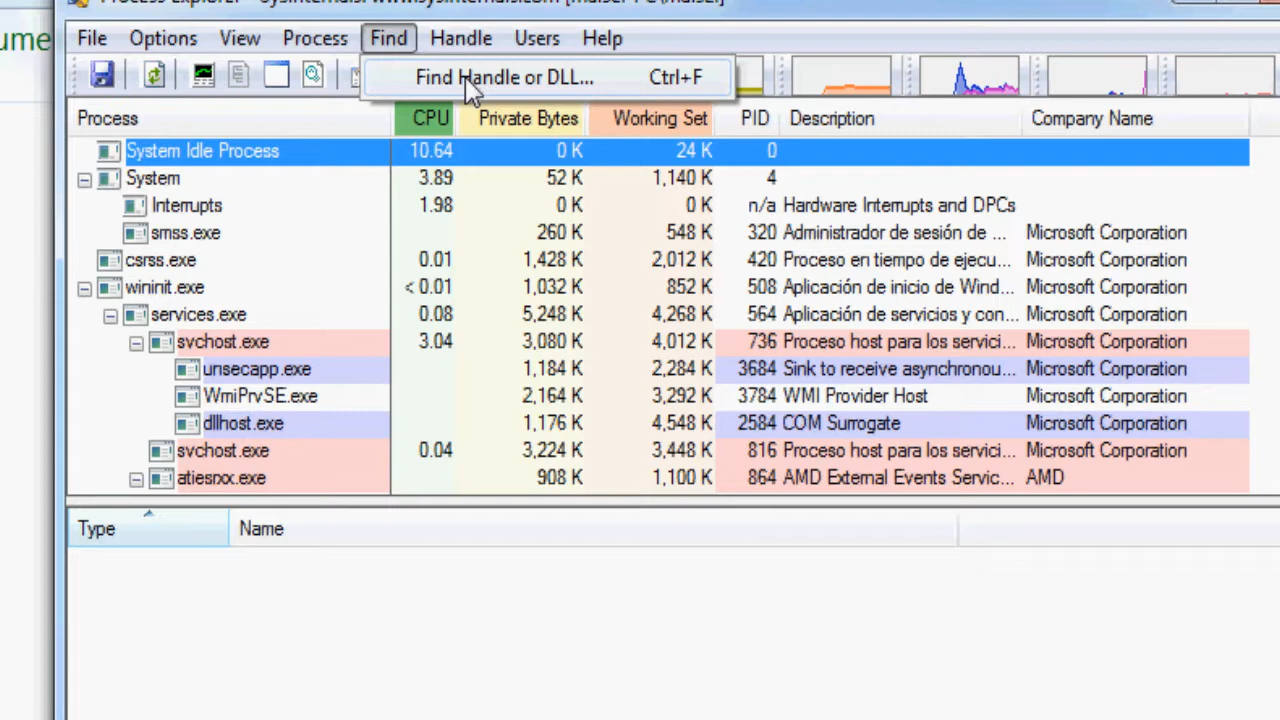 Process Explorer - Sysinternals: www.sysinternals.com
ume
File Options View Process Find Handle Users Help
Find Handle or DLL... Ctrl+F
Process CPU Private Bytes Working Set PID Description Company Name
System Idle Process 10.64 0 K 24 K 0
System 3.89 52 K 1,140 K 4
Interrupts 1.98 0 K 0 K n/a Hardware Interrupts and DPCs
smss.exe 260 K 548 K 320 Administrador de sesión de ... Microsoft Corporation
csrss.exe 0.01 1,428 K 2,012 K 420 Proceso en tiempo de ejecu... Microsoft Corporation
wininit.exe < 0.01 1,032 K 852 K 508 Aplicación de inicio de Wind... Microsoft Corporation
services.exe 0.08 5,248 K 4,268 K 564 Aplicación de servicios y con... Microsoft Corporation
svchost.exe 3.04 3,080 K 4,012 K 736 Proceso host para los servici... Microsoft Corporation
unsecapp.exe 1,184 K 2,284 K 3684 Sink to receive asynchronou... Microsoft Corporation
WmiPrvSE.exe 2,164 K 3,292 K 3784 WMI Provider Host Microsoft Corporation
dllhost.exe 1,176 K 4,548 K 2584 COM Surrogate Microsoft Corporation
svchost.exe 0.04 3,224 K 3,448 K 816 Proceso host para los servici... Microsoft Corporation
atiesrxx.exe 908 K 1,100 K 864 AMD External Events Servic... AMD
Type Name